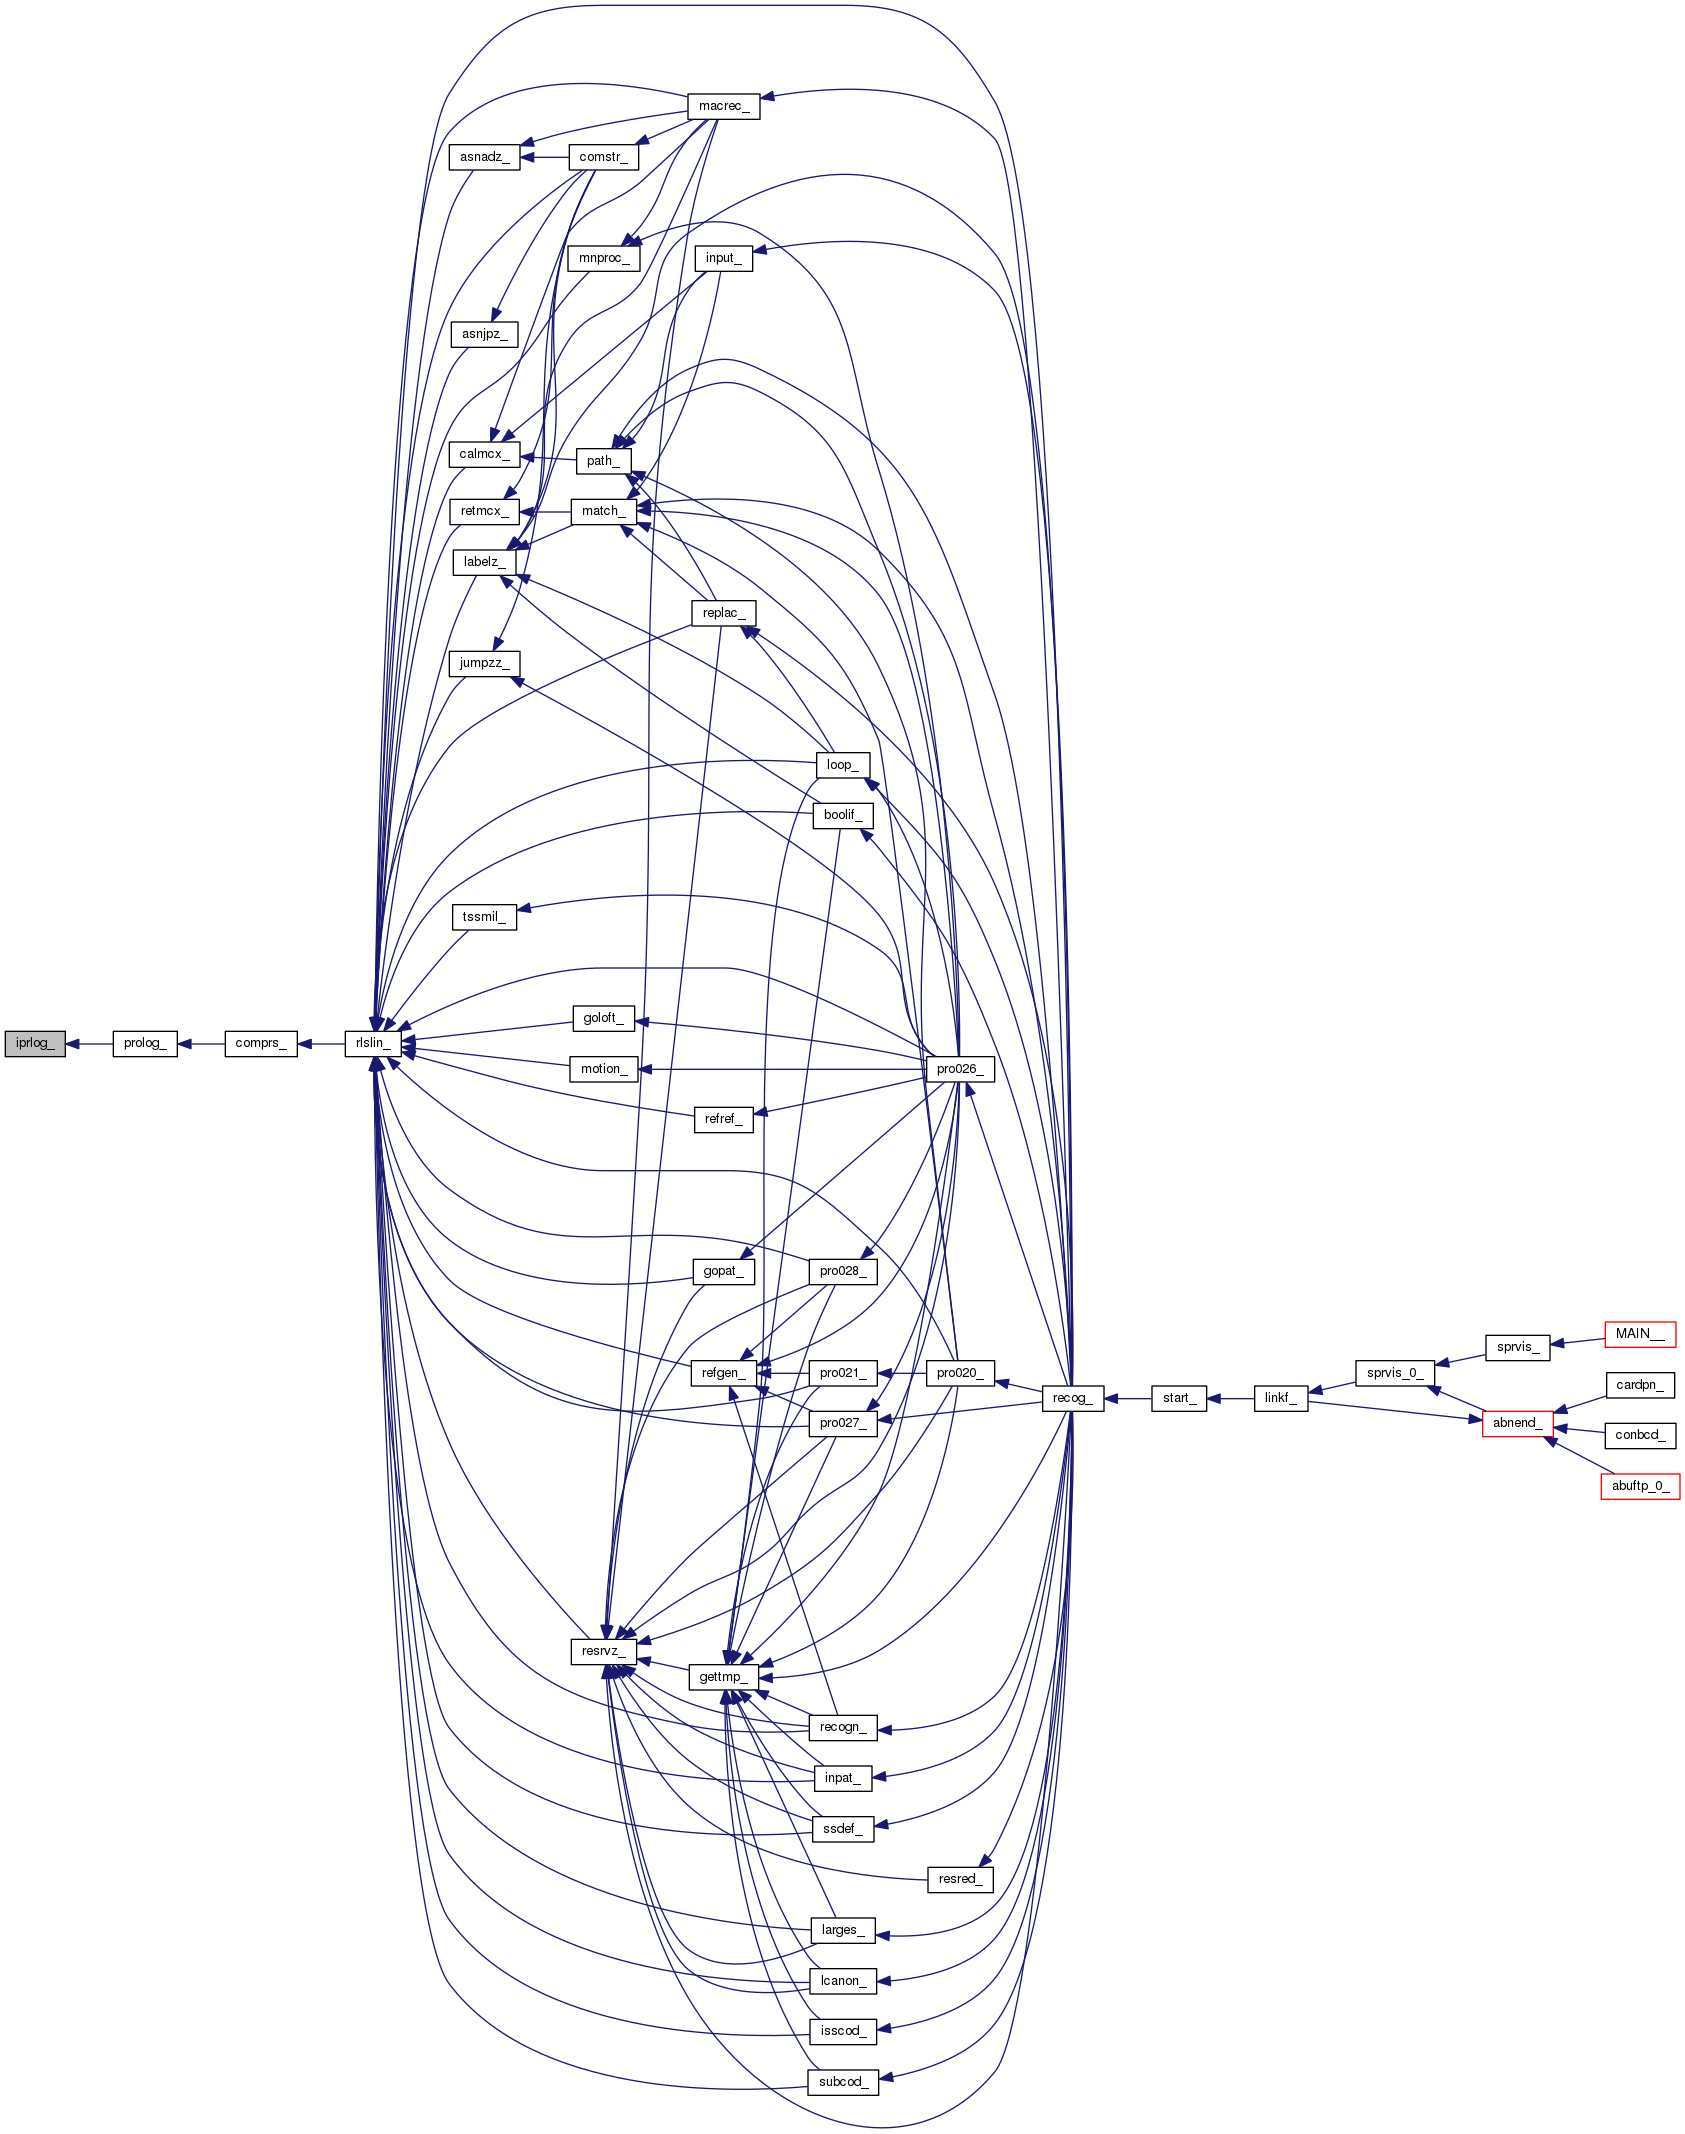 macrec_
asnadz_
comstr_
mnproc_
input_
asnjpz_
calmcx_
path_
retmcx_
match_
labelz_
replac_
jumpzz_
loop_
boolif_
tssmil_
goloft_
iprlog_
prolog_
comprs_
rlslin_
motion_
pro026_
refref_
gopat_
pro028_
refgen_
pro021_
pro020_
recog_
start_
linkf_
sprvis_0_
sprvis_
MAIN__
cardpn_
abnend_
conbcd_
abuftp_0_
pro027_
resrvz_
gettmp_
recogn_
inpat_
ssdef_
resred_
larges_
lcanon_
isscod_
subcod_